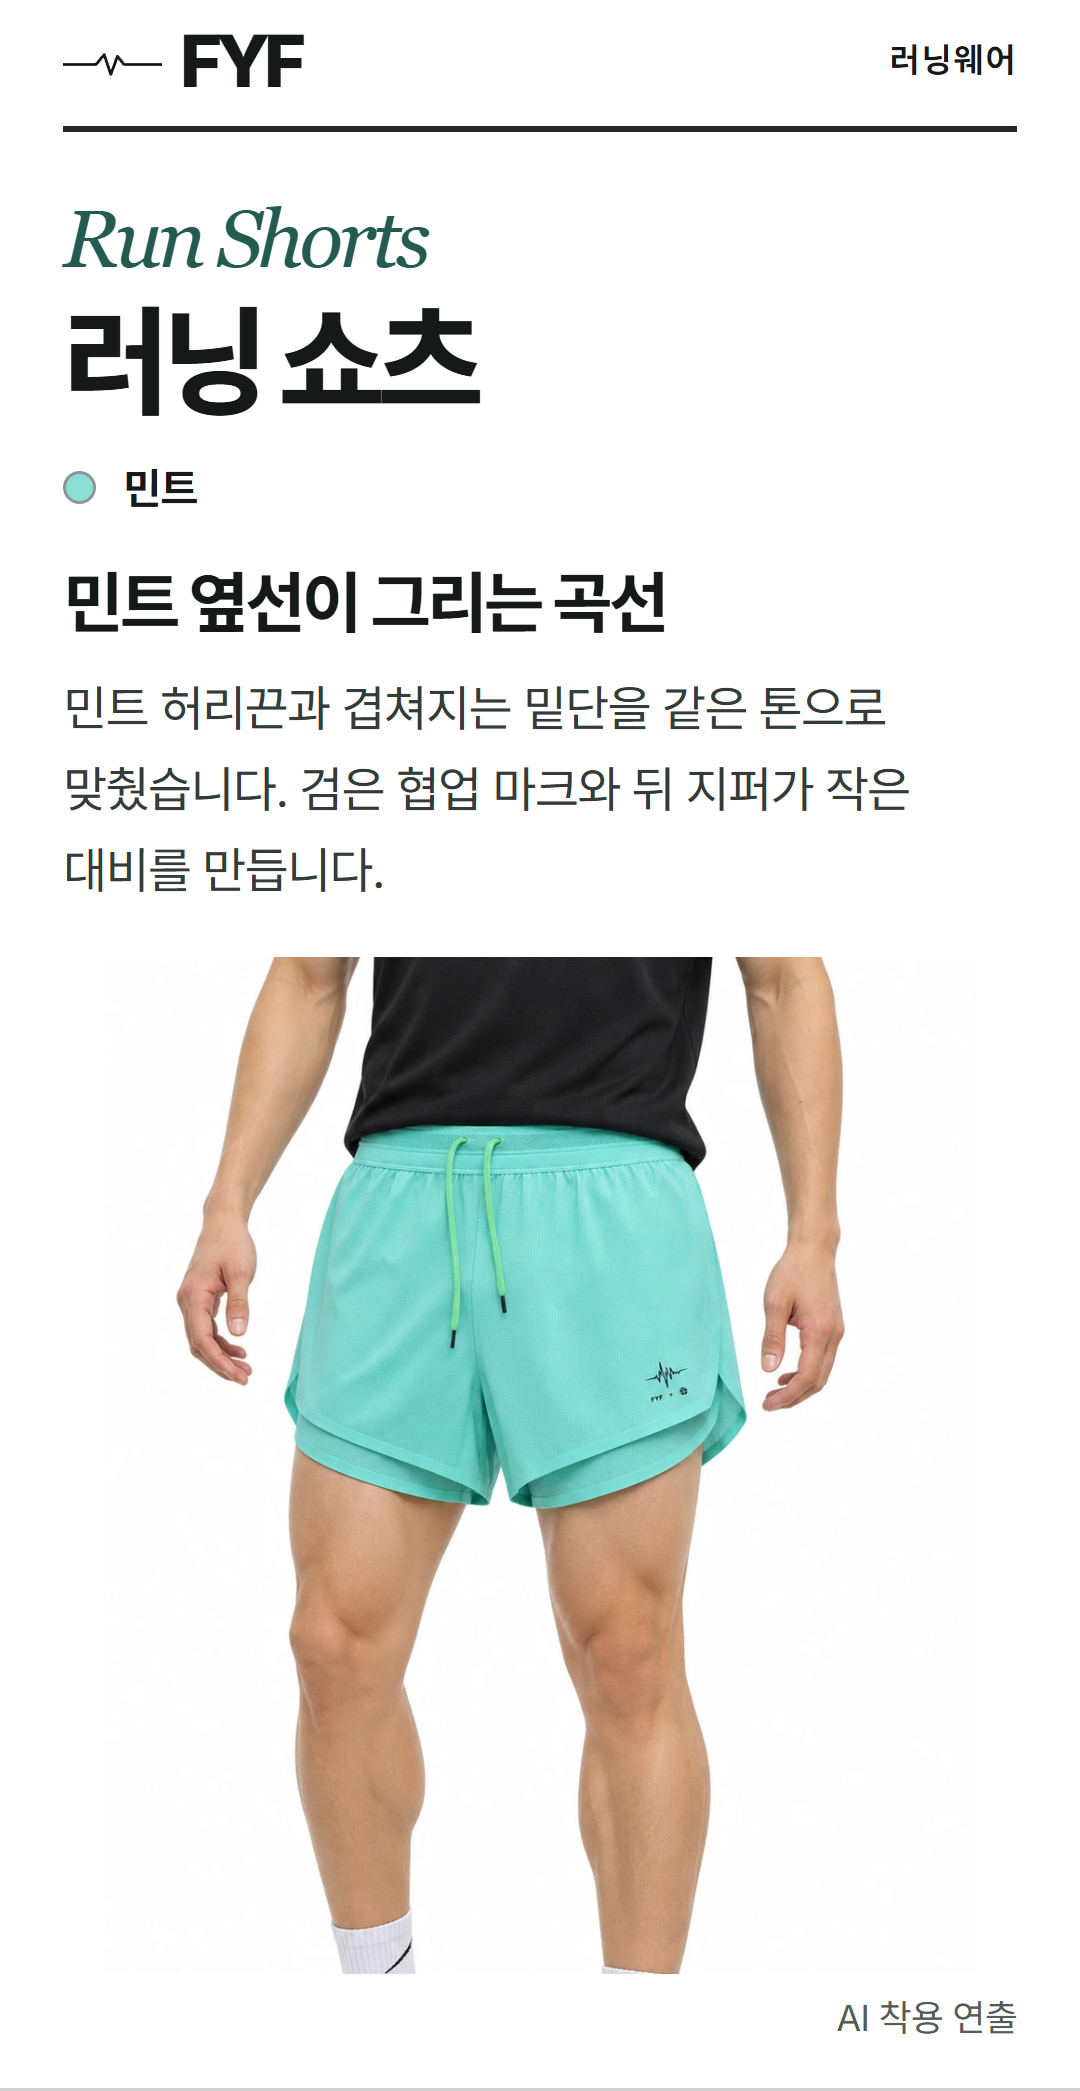 FYF
러닝웨어
Run Shorts
러닝 쇼츠
민트
민트 옆선이 그리는 곡선
민트 허리끈과 겹쳐지는 밑단을 같은 톤으로
맞췄습니다. 검은 협업 마크와 뒤 지퍼가 작은
대비를 만듭니다.
FYF ×
AI 착용 연출